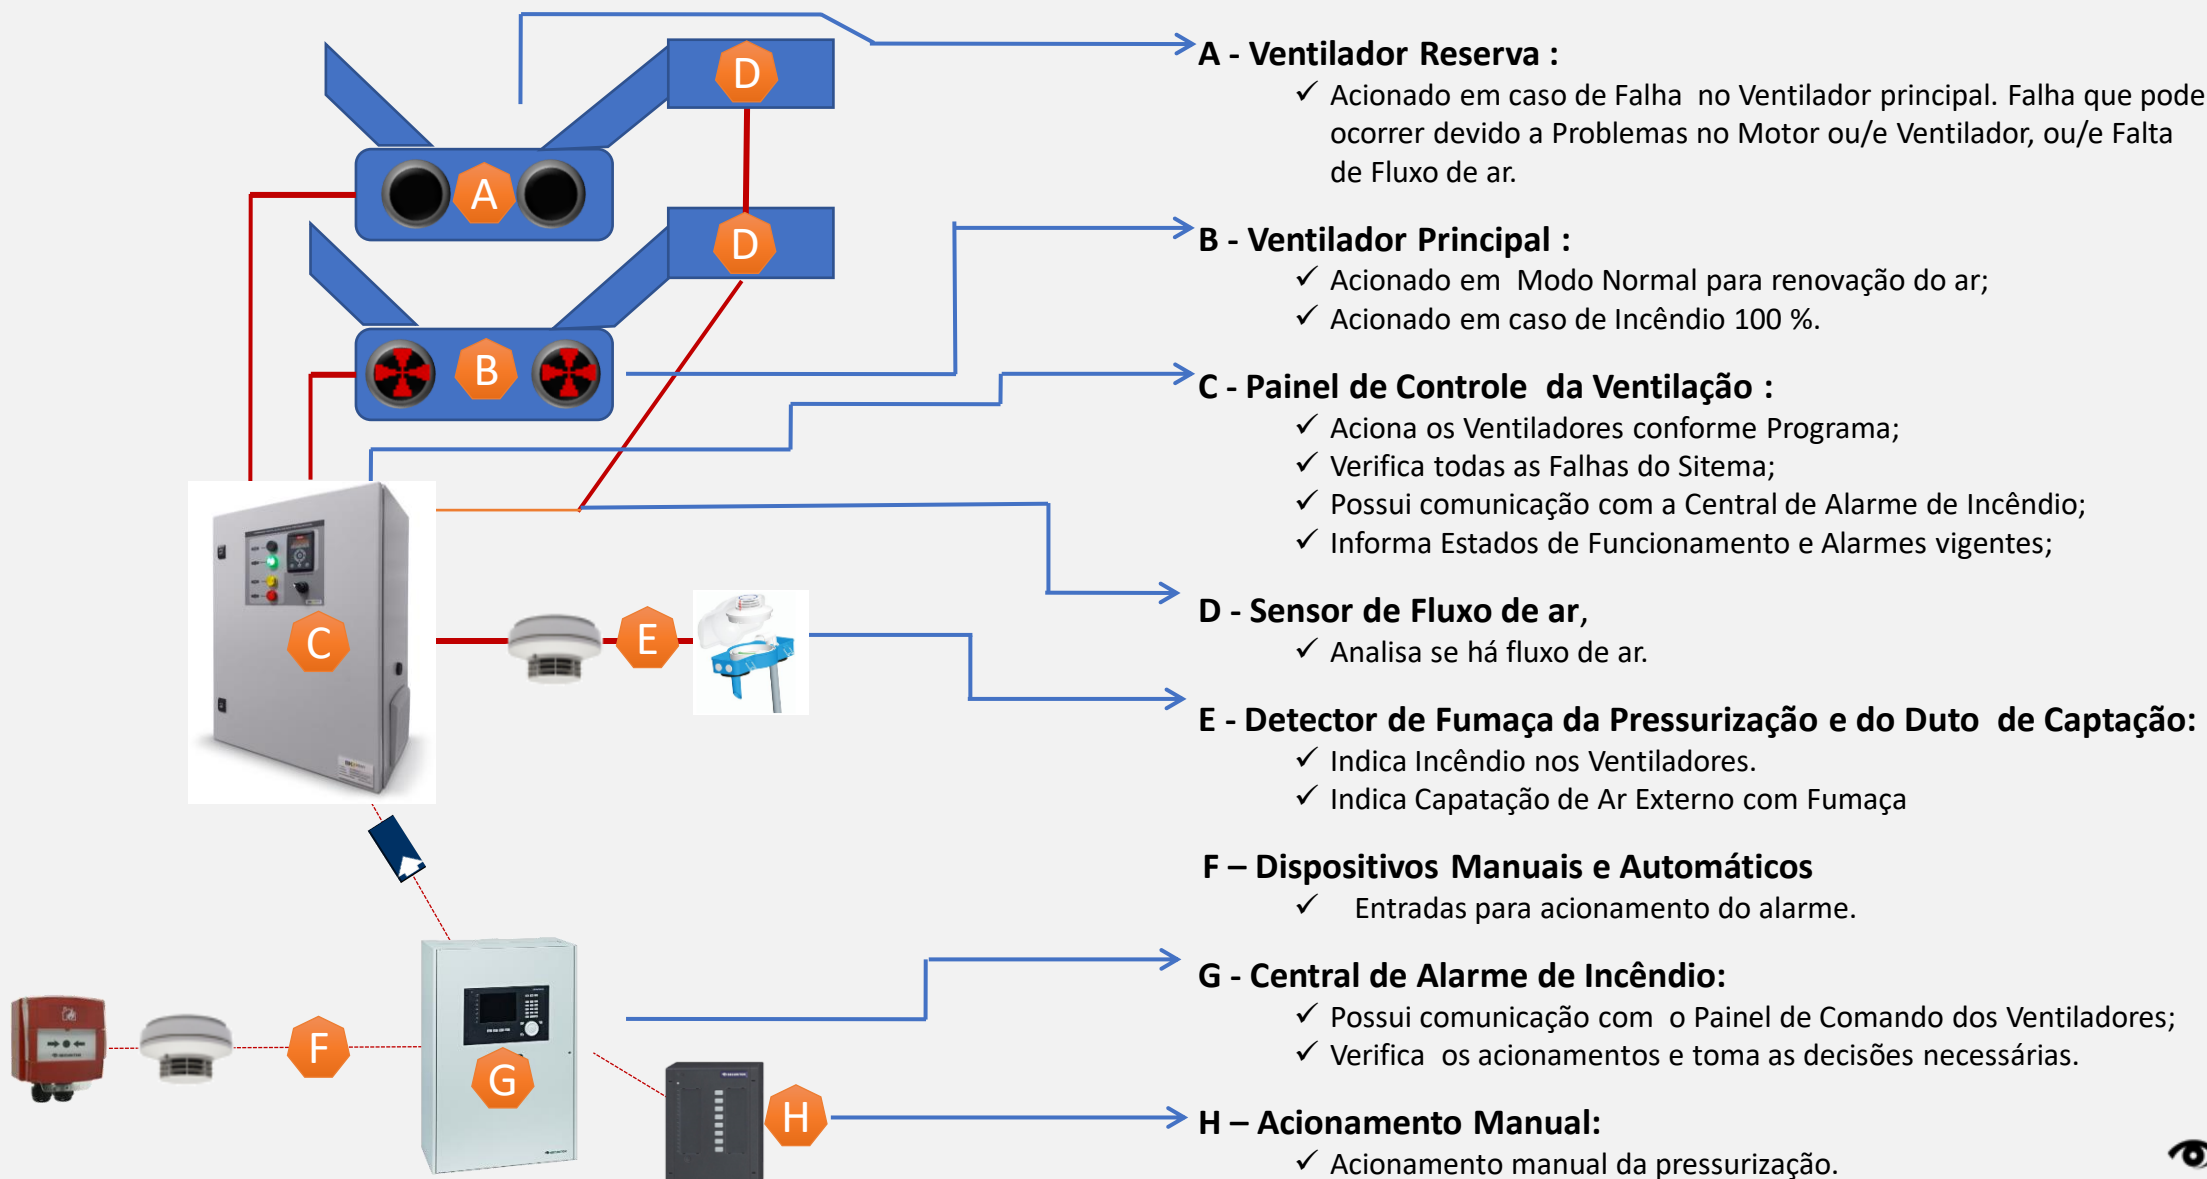 A - Ventilador Reserva :
✓ Acionado em caso de Falha no Ventilador principal. Falha que pode
ocorrer devido a Problemas no Motor ou/e Ventilador, ou/e Falta
de Fluxo de ar.
B - Ventilador Principal :
✓ Acionado em Modo Normal para renovação do ar;
✓ Acionado em caso de Incêndio 100 %.
C - Painel de Controle da Ventilação :
✓ Aciona os Ventiladores conforme Programa;
✓ Verifica todas as Falhas do Sitema;
✓ Possui comunicação com a Central de Alarme de Incêndio;
✓ Informa Estados de Funcionamento e Alarmes vigentes;
D - Sensor de Fluxo de ar,
✓ Analisa se há fluxo de ar.
E - Detector de Fumaça da Pressurização e do Duto de Captação:
✓ Indica Incêndio nos Ventiladores.
✓ Indica Capatação de Ar Externo com Fumaça
F – Dispositivos Manuais e Automáticos
✓ Entradas para acionamento do alarme.
G - Central de Alarme de Incêndio:
✓ Possui comunicação com o Painel de Comando dos Ventiladores;
✓ Verifica os acionamentos e toma as decisões necessárias.
H – Acionamento Manual:
✓ Acionamento manual da pressurização.
D
A
D
B
C
E
F
G
H